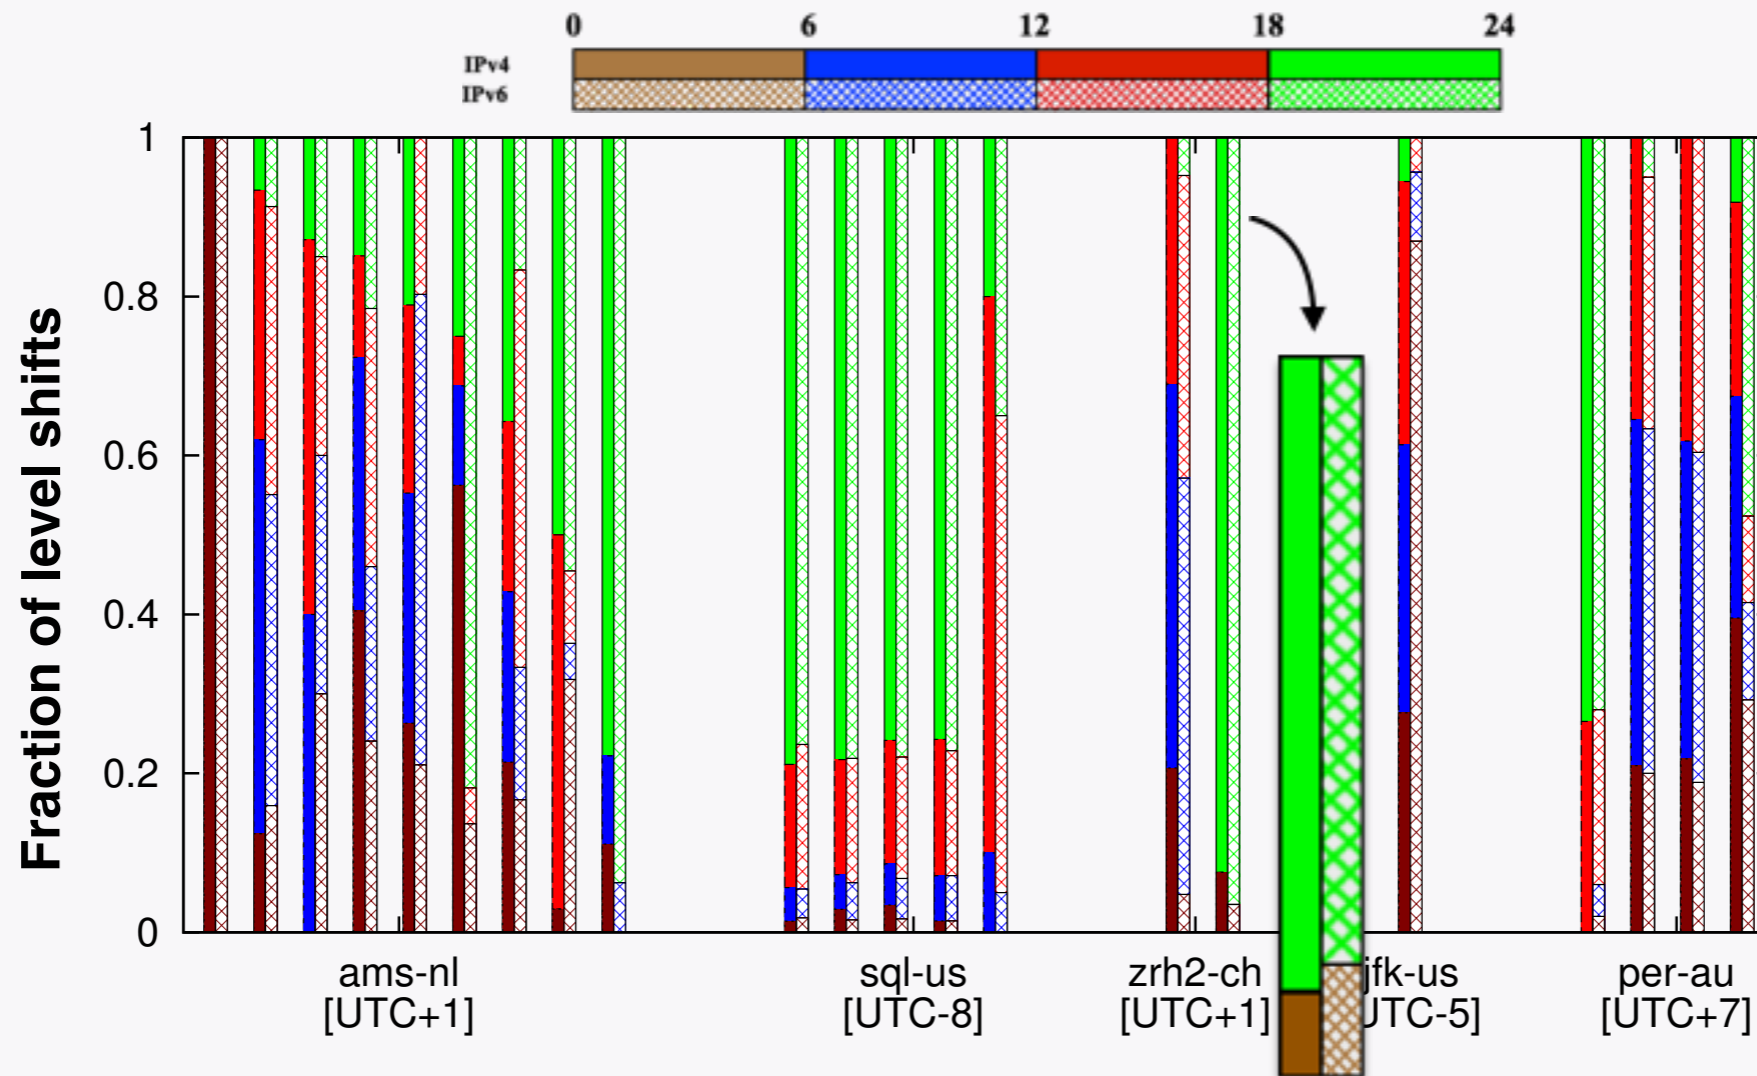 0 6 12 18 24
IPv4
IPv6
1
0.8
0.6
0.4
0.2
0
Fraction of level shifts
ams-nl sql-us zrh2-ch jfk-us per-au
[UTC+1] [UTC-8] [UTC+1] UTC-5] [UTC+7]